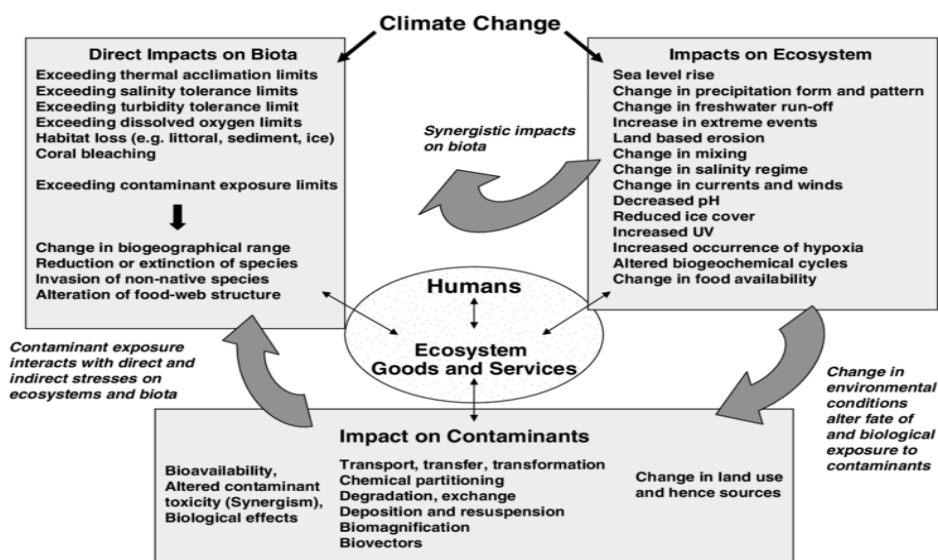 Climate Change
Direct Impacts on Biota
Exceeding thermal acclimation limits
Exceeding salinity tolerance limits
Exceeding turbidity tolerance limit
Exceeding dissolved oxygen limits
Habitat loss (e.g. littoral, sediment, ice)
Coral bleaching
Exceeding contaminant exposure limits
Change in biogeographical range
Reduction or extinction of species
Invasion of non-native species
Alteration of food-web structure
Synergistic impacts
on biota
Impacts on Ecosystem
Sea level rise
Change in precipitation form and pattern
Change in freshwater run-off
Increase in extreme events
Land based erosion
Change in mixing
Change in salinity regime
Change in currents and winds
Decreased pH
Reduced ice cover
Increased UV
Increased occurrence of hypoxia
Altered biogeochemical cycles
Change in food availability
Humans
Ecosystem
Goods and Services
Contaminant exposure
interacts with direct and
indirect stresses on
ecosystems and biota
Change in
environmental
conditions
alter fate of
and biological
exposure to
contaminants
Impact on Contaminants
Bioavailability,
Altered contaminant
toxicity (Synergism),
Biological effects
Transport, transfer, transformation
Chemical partitioning
Degradation, exchange
Deposition and resuspension
Biomagnification
Biovectors
Change in land use
and hence sources